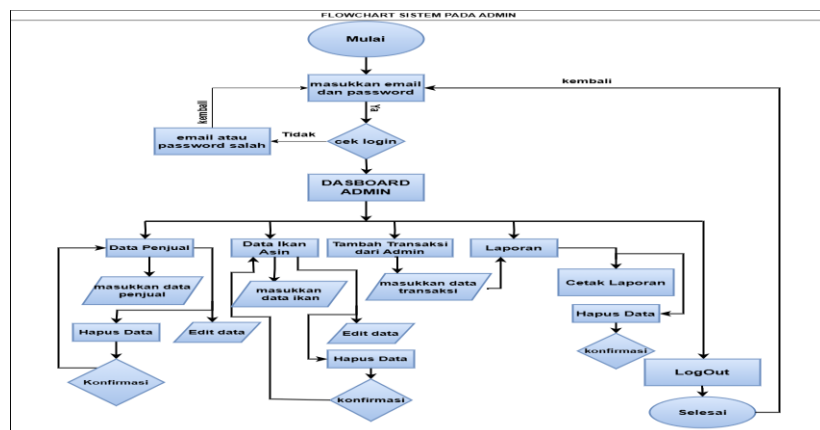 FLOWCHART SISTEM PADA ADMIN
Mulai
kembali
masukkan email
dan password
kembali
Ya
Tidak
email atau
password salah
cek login
DASBOARD
ADMIN
Data Penjual
Data Ikan
Asin
Tambah Transaksi
dari Admin
Laporan
masukkan data
penjual
masukkan
data ikan
masukkan data
transaksi
Cetak Laporan
Hapus Data
Hapus Data
Edit data
Edit data
Hapus Data
konfirmasi
Konfirmasi
LogOut
konfirmasi
Selesai